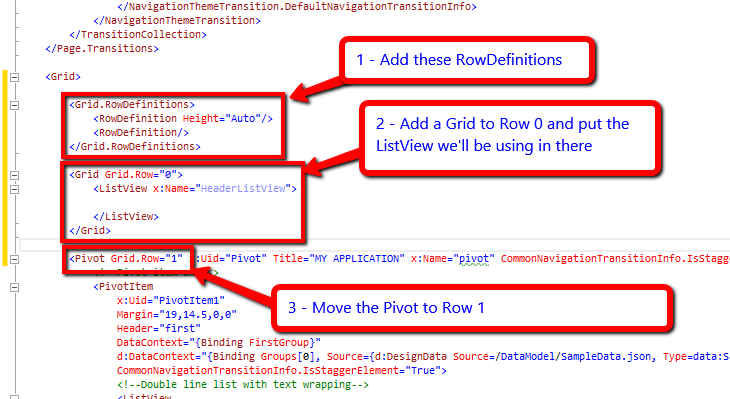 </NavigationThemeTransition.DefaultNavigationTransitionInfo>
</NavigationThemeTransition>
</TransitionCollection>
</Page.Transitions>
1 - Add these RowDefinitions
<Grid>
<Grid.RowDefinitions>
<RowDefinition Height="Auto"/>
<RowDefinition/>
</Grid.RowDefinitions>
2 - Add a Grid to Row 0 and put the
ListView we'll be using in there
<Grid Grid.Row="0">
<ListView x:Name="HeaderListView">
</ListView>
</Grid>
<Pivot Grid.Row="1" x:Uid="Pivot" Title="MY APPLICATION" x:Name="pivot" CommonNavigationTransitionInfo.IsStagge
3 - Move the Pivot to Row 1
<PivotItem
x:Uid="PivotItem1"
Margin="19,14.5,0,0"
Header="first"
DataContext="{Binding FirstGroup}"
d:DataContext="{Binding Groups[0], Source={d:DesignData Source=/DataModel/SampleData.json, Type=data:S
CommonNavigationTransitionInfo.IsStaggerElement="True">
<!--Double line list with text wrapping-->
<ListView